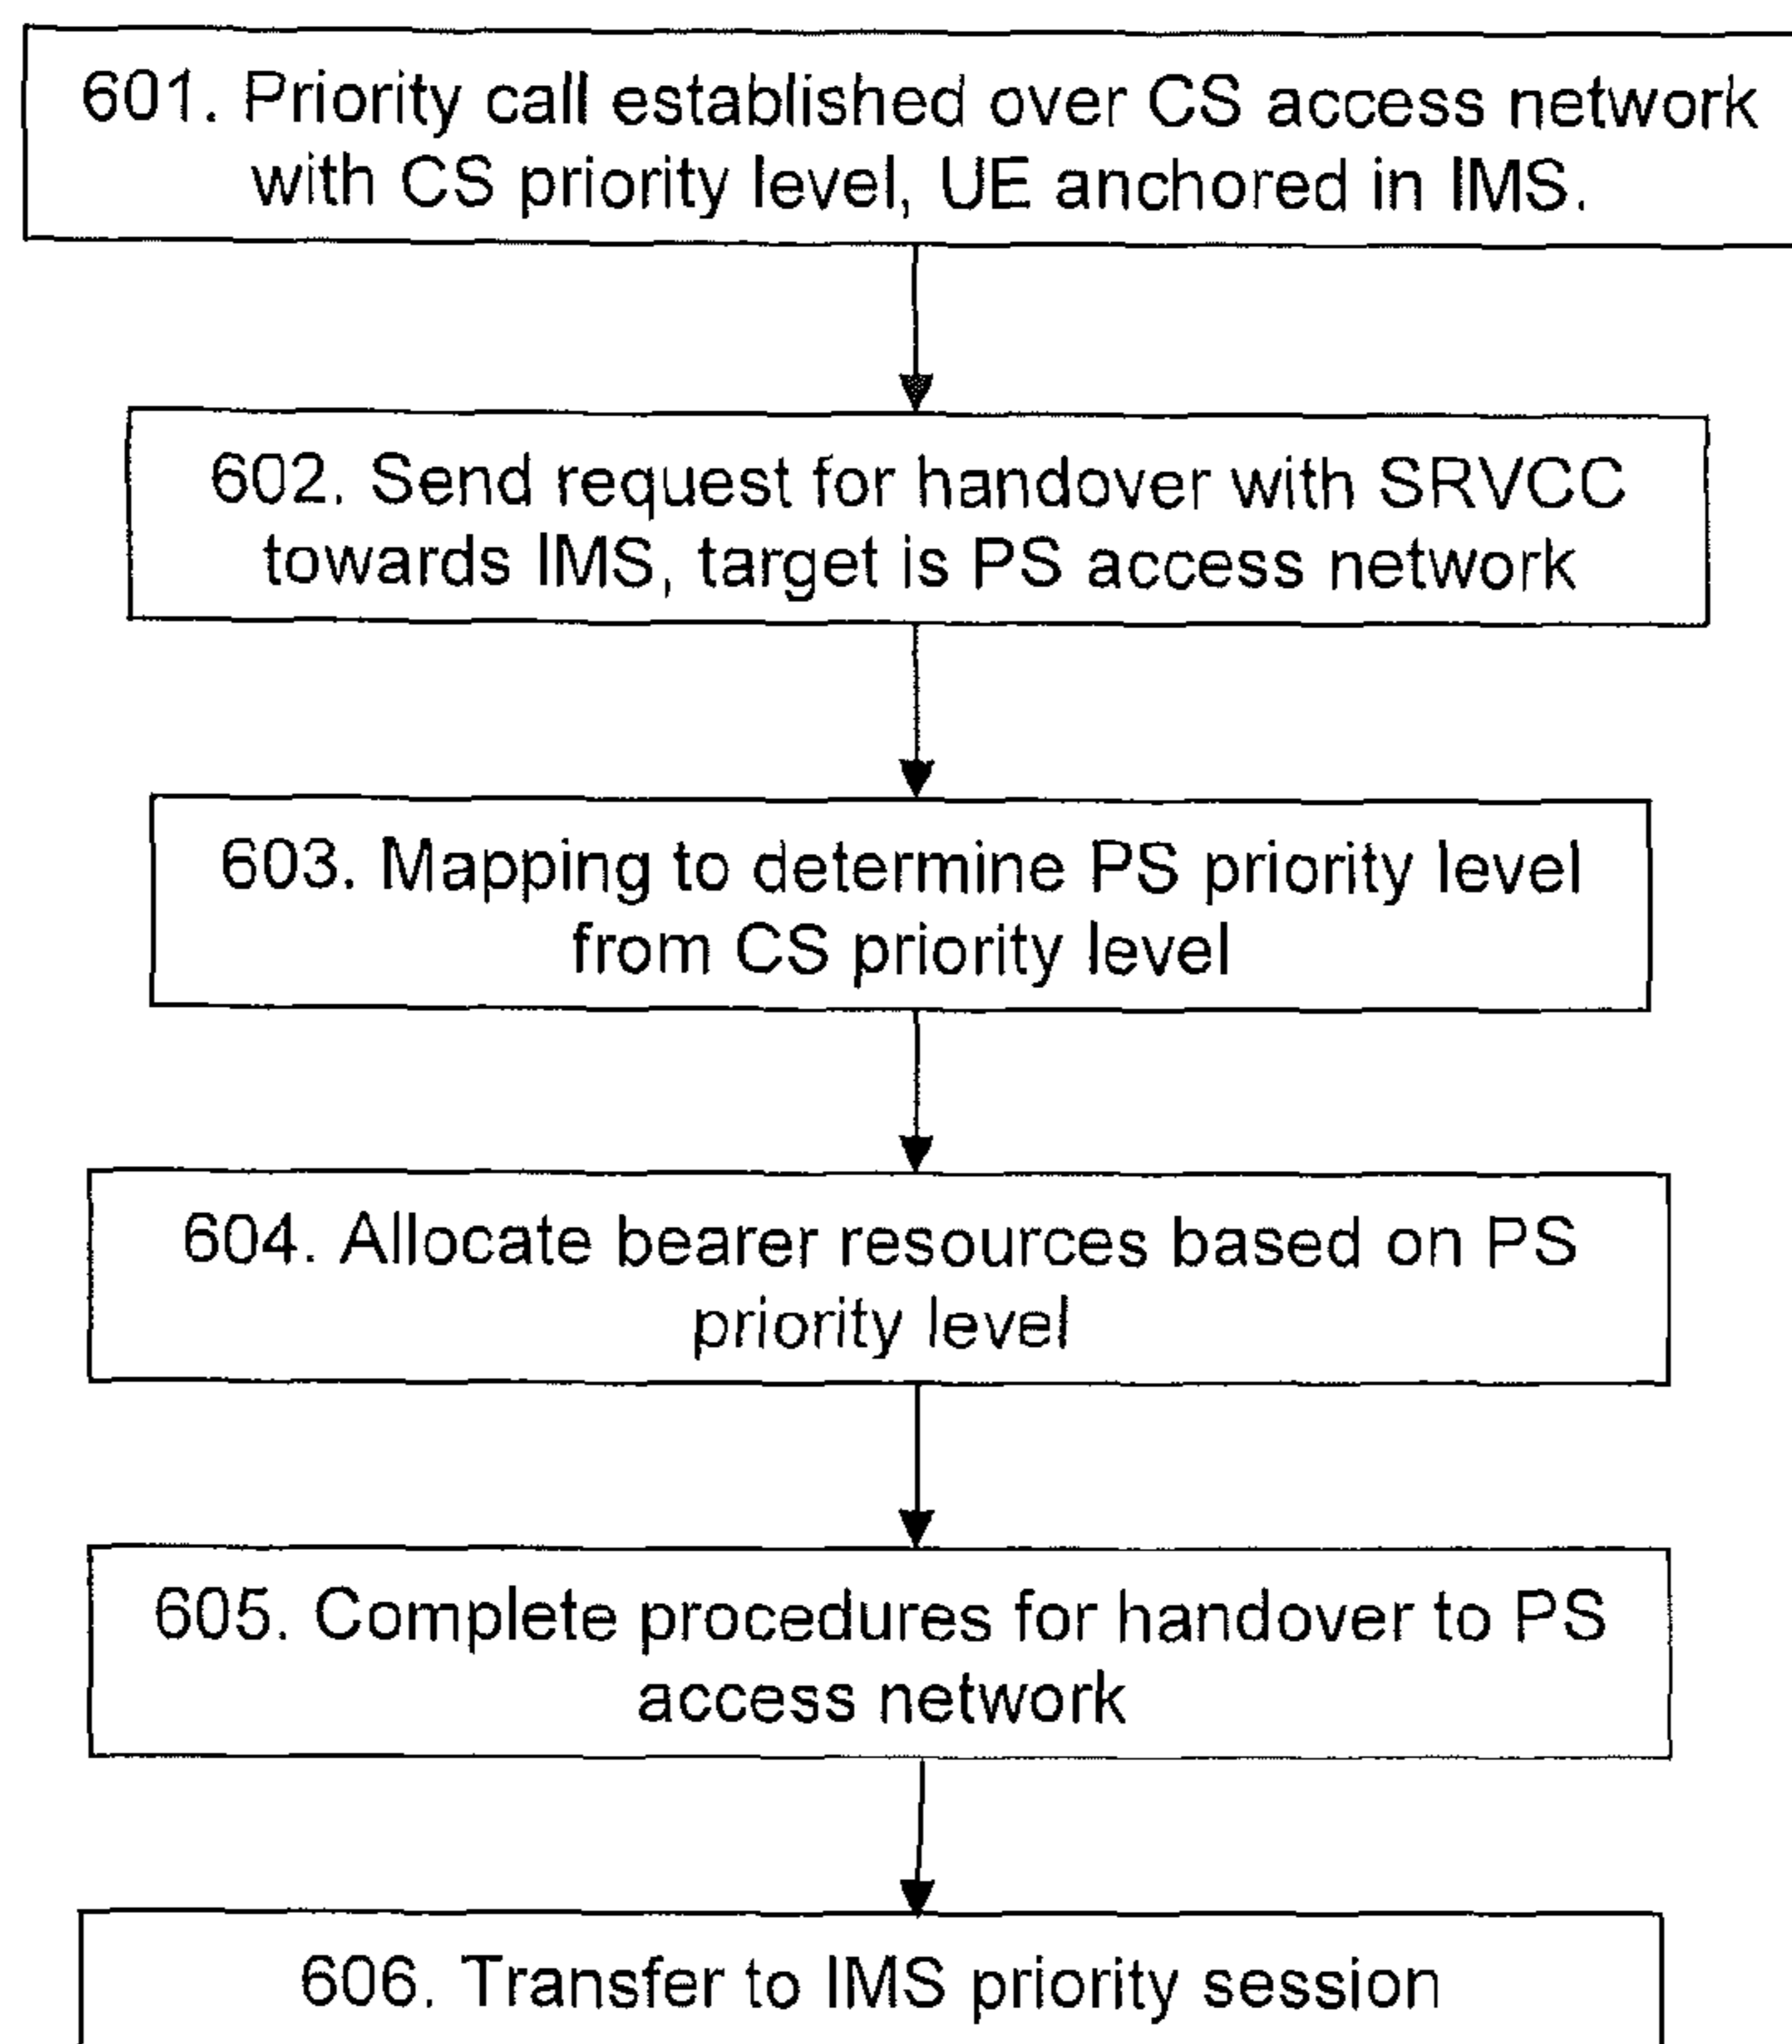 601. Priority call established over CS access network
with CS priority level, UE anchored in IMS.
602. Send request for handover with SRVCC
towards IMS, target is PS access network
603. Mapping to determine PS priority level
from CS priority level
604. Allocate bearer resources based on PS
priority level
605. Complete procedures for handover to PS
access network
606. Transfer to IMS priority session